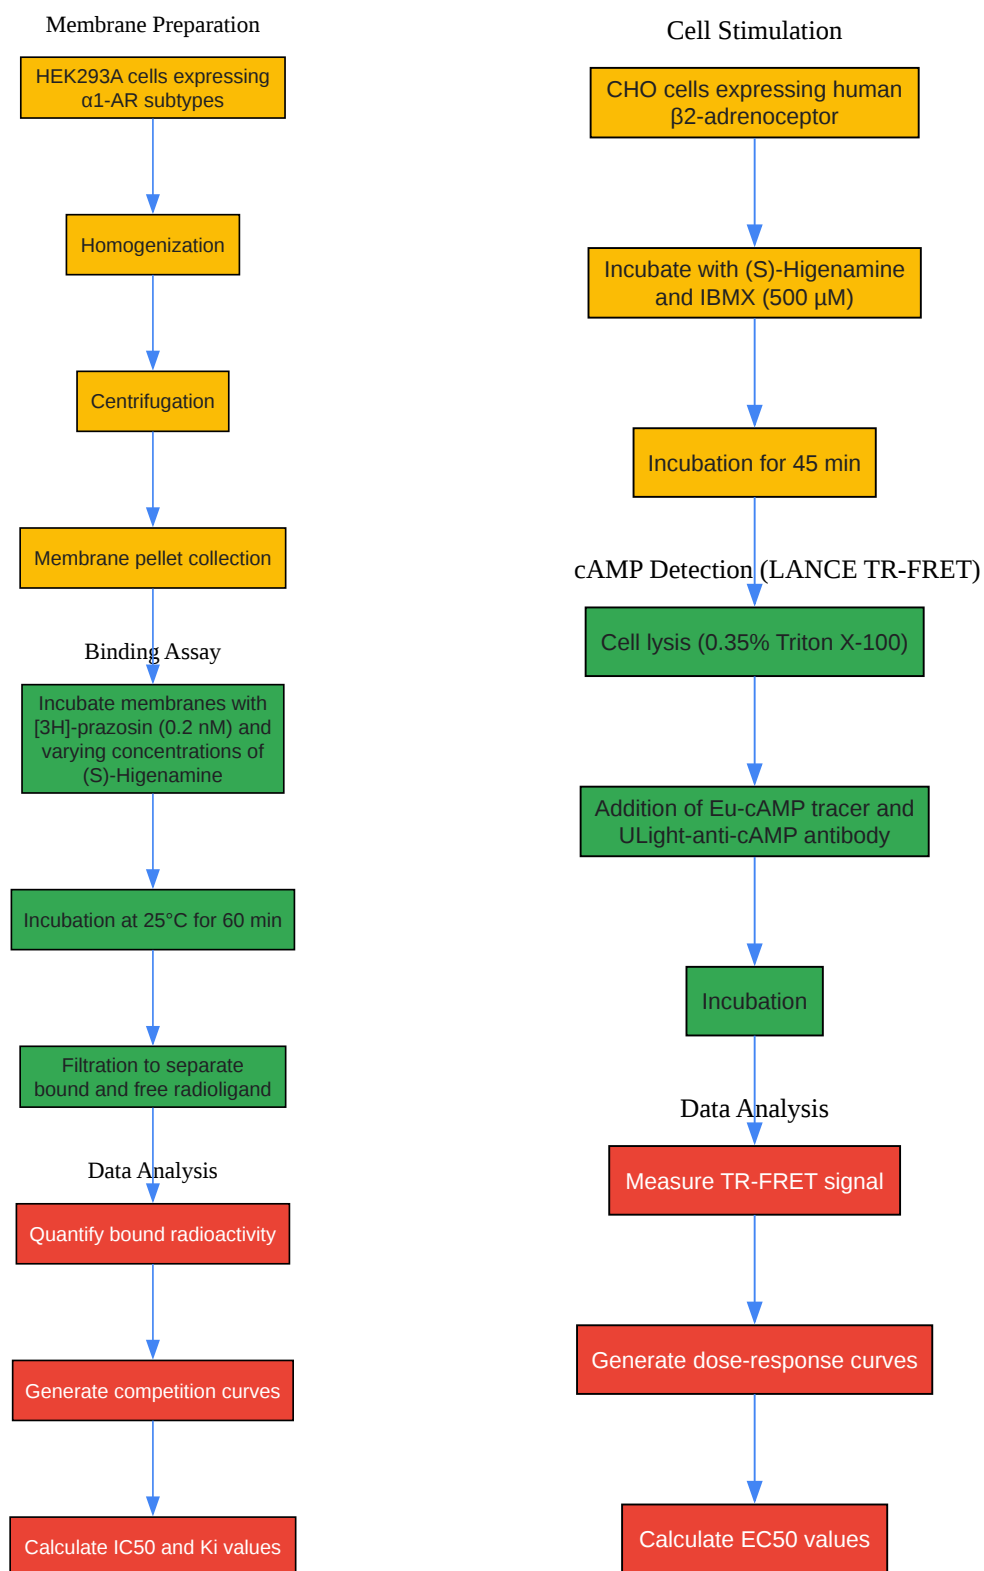 Membrane Preparation
HEK293A cells expressing
α1-AR subtypes
Homogenization
Centrifugation
Membrane pellet collection
Binding Assay
Incubate membranes with
[3H]-prazosin (0.2 nM) and
varying concentrations of
(S)-Higenamine
Incubation at 25°C for 60 min
Filtration to separate
bound and free radioligand
Data Analysis
Quantify bound radioactivity
Generate competition curves
Calculate IC50 and Ki values
Cell Stimulation
CHO cells expressing human
β2-adrenoceptor
Incubate with (S)-Higenamine
and IBMX (500 µM)
Incubation for 45 min
cAMP Detection (LANCE TR-FRET)
Cell lysis (0.35% Triton X-100)
Addition of Eu-cAMP tracer and
ULight-anti-cAMP antibody
Incubation
Data Analysis
Measure TR-FRET signal
Generate dose-response curves
Calculate EC50 values